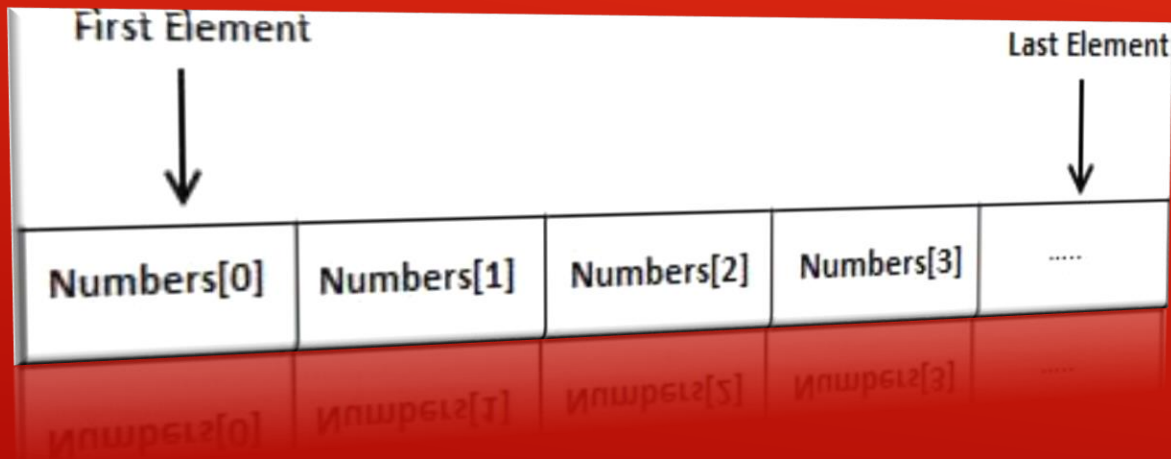 First Element
Last Element
Numbers[0] Numbers[1] Numbers[2] Numbers[3] .....